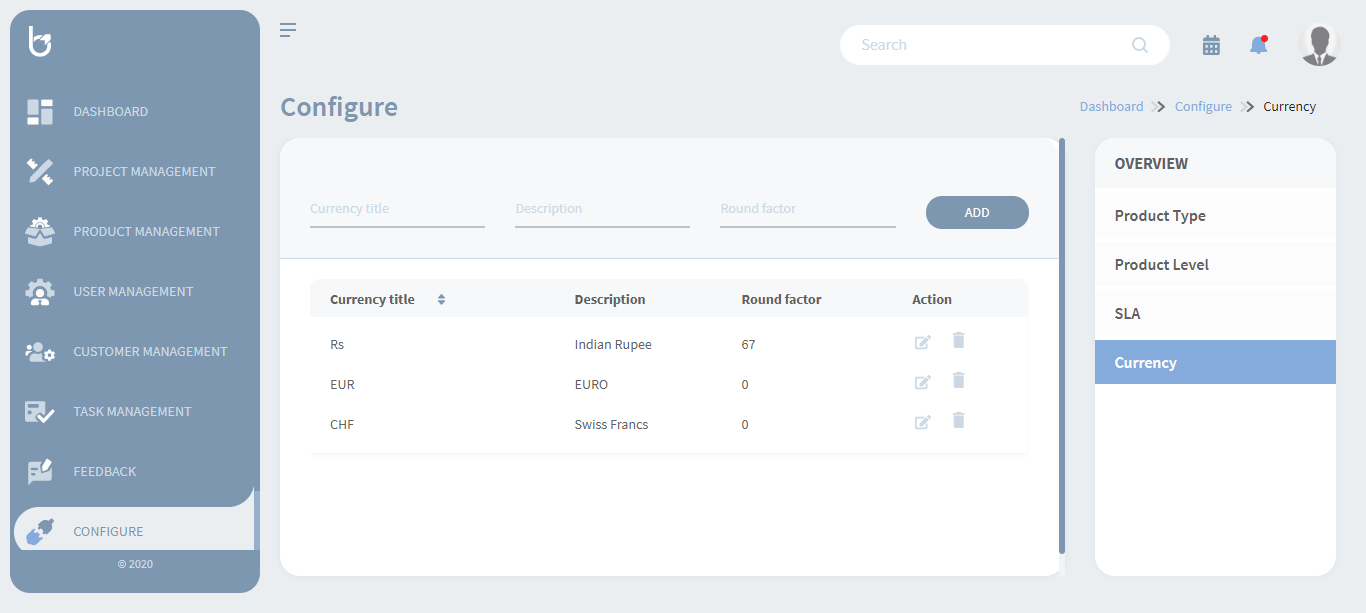 DASHBOARD
PROJECT MANAGEMENT
PRODUCT MANAGEMENT
USER MANAGEMENT
CUSTOMER MANAGEMENT
TASK MANAGEMENT
FEEDBACK
CONFIGURE
© 2020
Search
Configure
Dashboard Configure Currency
Currency title Description Round factor ADD
Currency title Description Round factor Action
Rs Indian Rupee 67
EUR EURO 0
CHF Swiss Francs 0
OVERVIEW
Product Type
Product Level
SLA
Currency